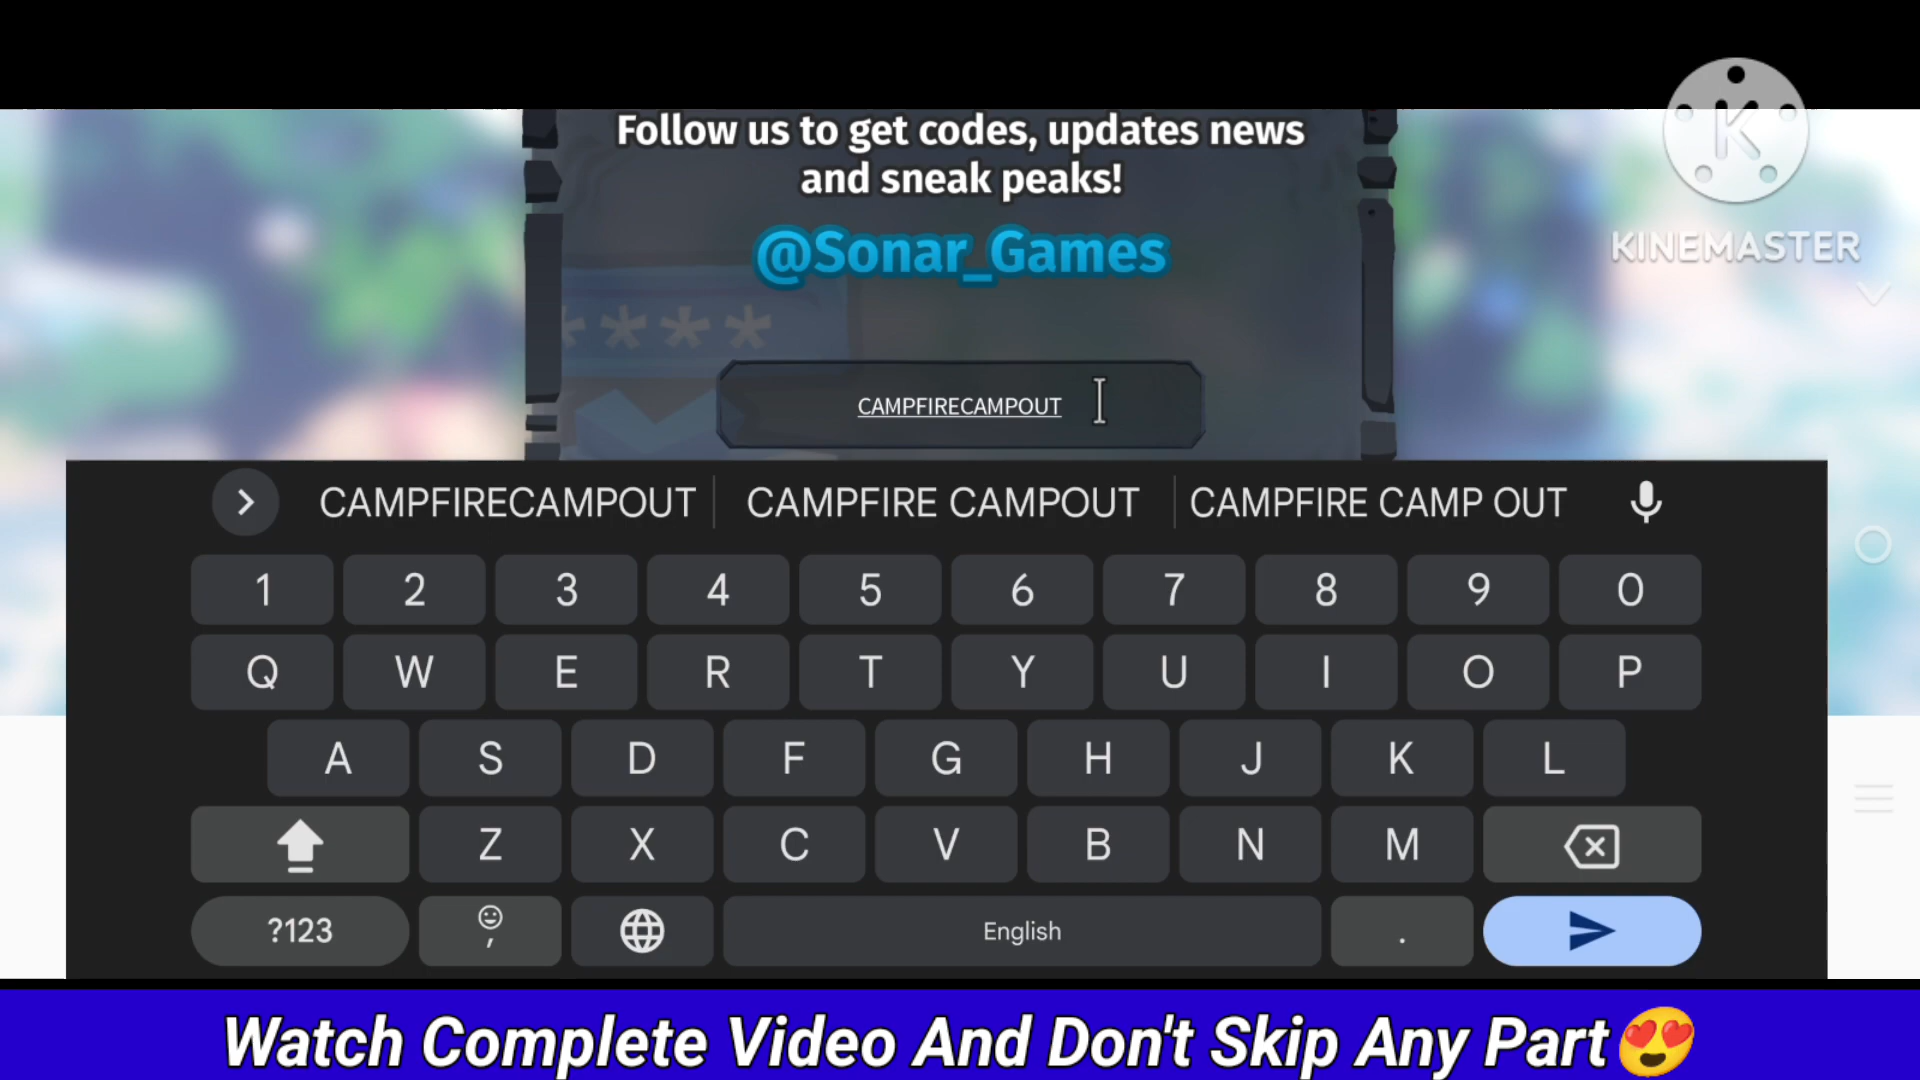 Follow us to get codes, updates news
and sneak peaks!
@Sonar_Games
****
CAMPFIRECAMPOUT
K
KINEMASTER
CAMPFIRECAMPOUT CAMPFIRE CAMPOUT CAMPFIRE CAMP OUT
1 2 3 4 5 6 7 8 9 0
Q W E R T Y U I O P
A S D F G H J K L
Z X C V B N M
?123 , English .
Watch Complete Video And Don't Skip Any Part😍